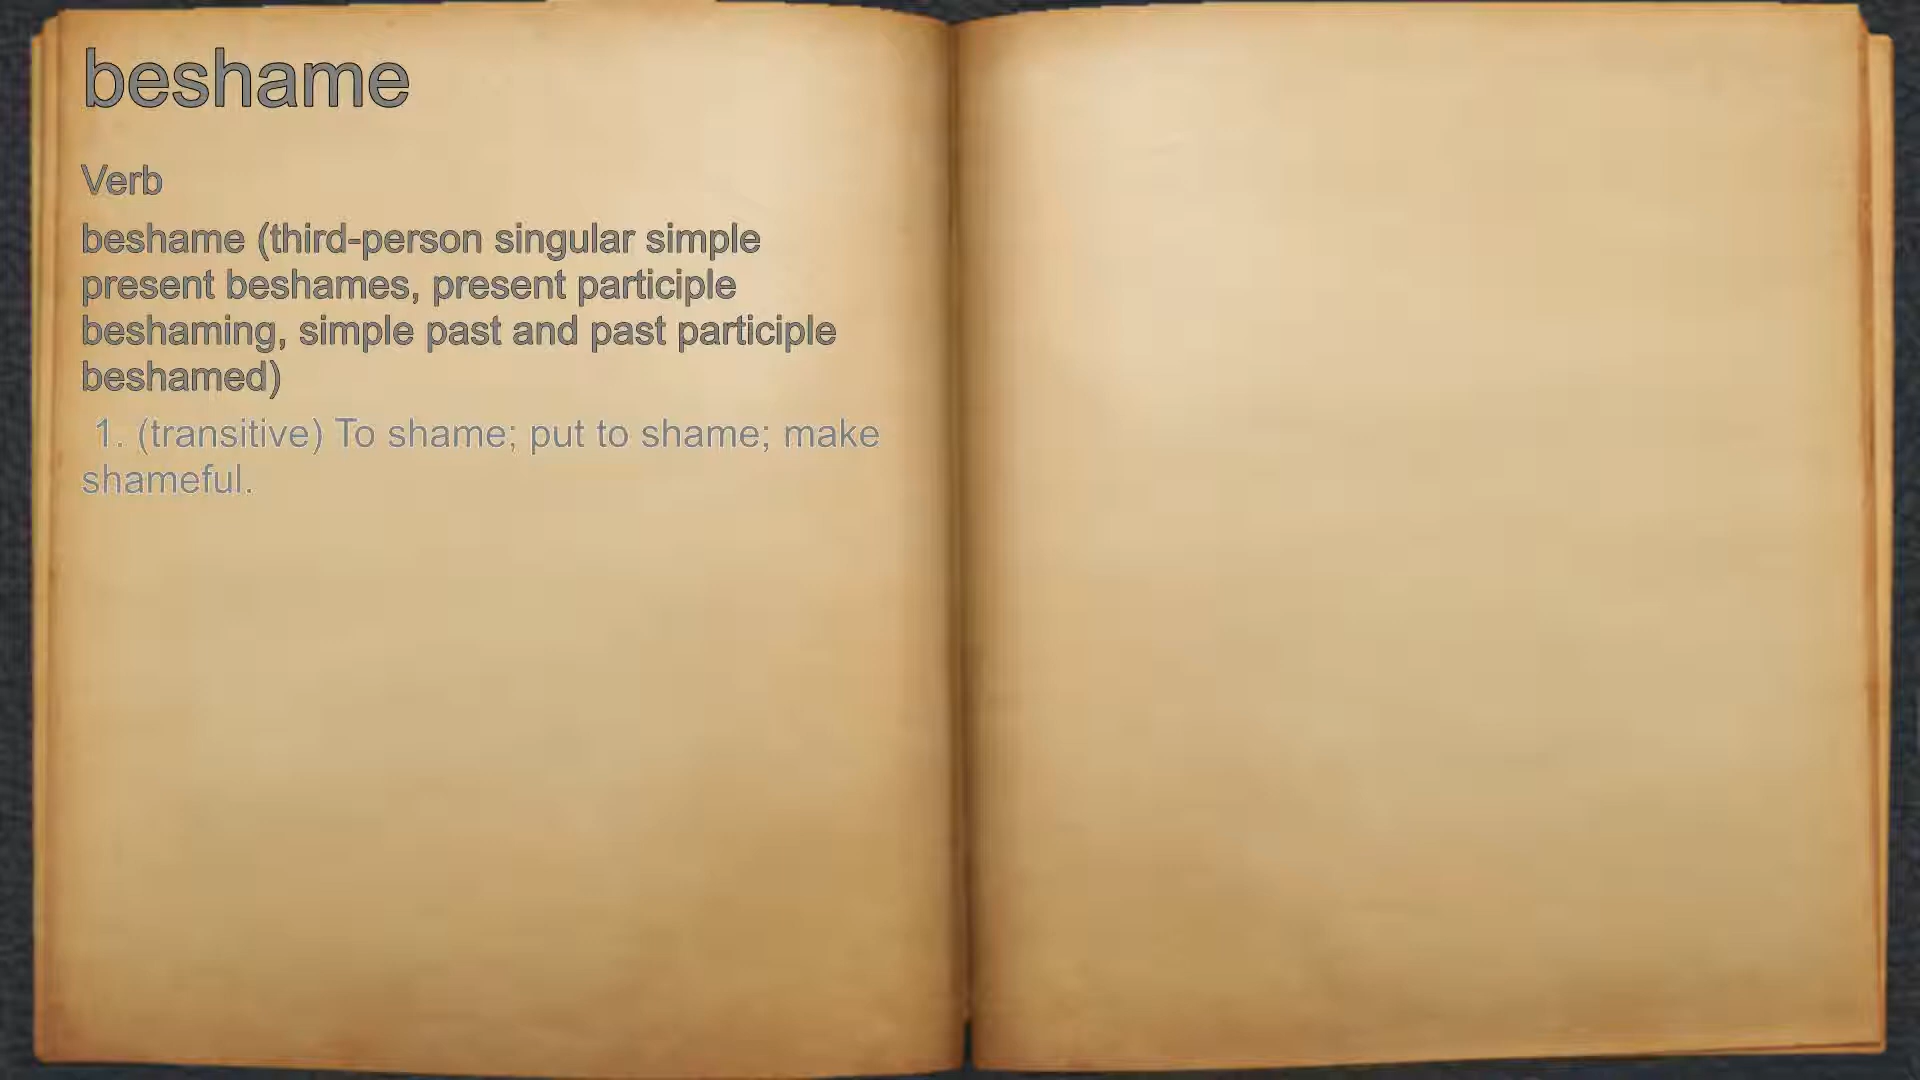 beshame
Verb
beshame (third-person singular simple
present beshames, present participle
beshaming, simple past and past participle
beshamed)
1. (transitive) To shame; put to shame; make
shameful.